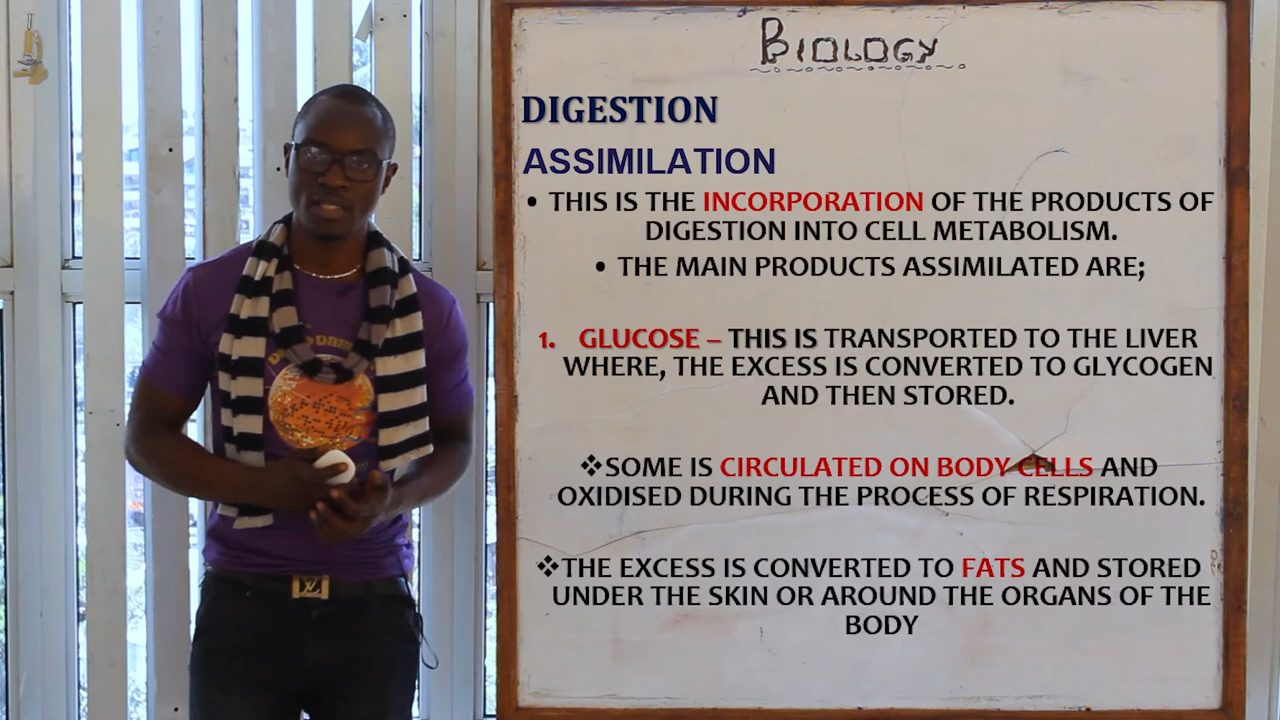 BIOLOGY
DIGESTION
ASSIMILATION
• THIS IS THE INCORPORATION OF THE PRODUCTS OF
DIGESTION INTO CELL METABOLISM.
• THE MAIN PRODUCTS ASSIMILATED ARE;
1. GLUCOSE – THIS IS TRANSPORTED TO THE LIVER
WHERE, THE EXCESS IS CONVERTED TO GLYCOGEN
AND THEN STORED.
❖SOME IS CIRCULATED ON BODY CELLS AND
OXIDISED DURING THE PROCESS OF RESPIRATION.
❖THE EXCESS IS CONVERTED TO FATS AND STORED
UNDER THE SKIN OR AROUND THE ORGANS OF THE
BODY